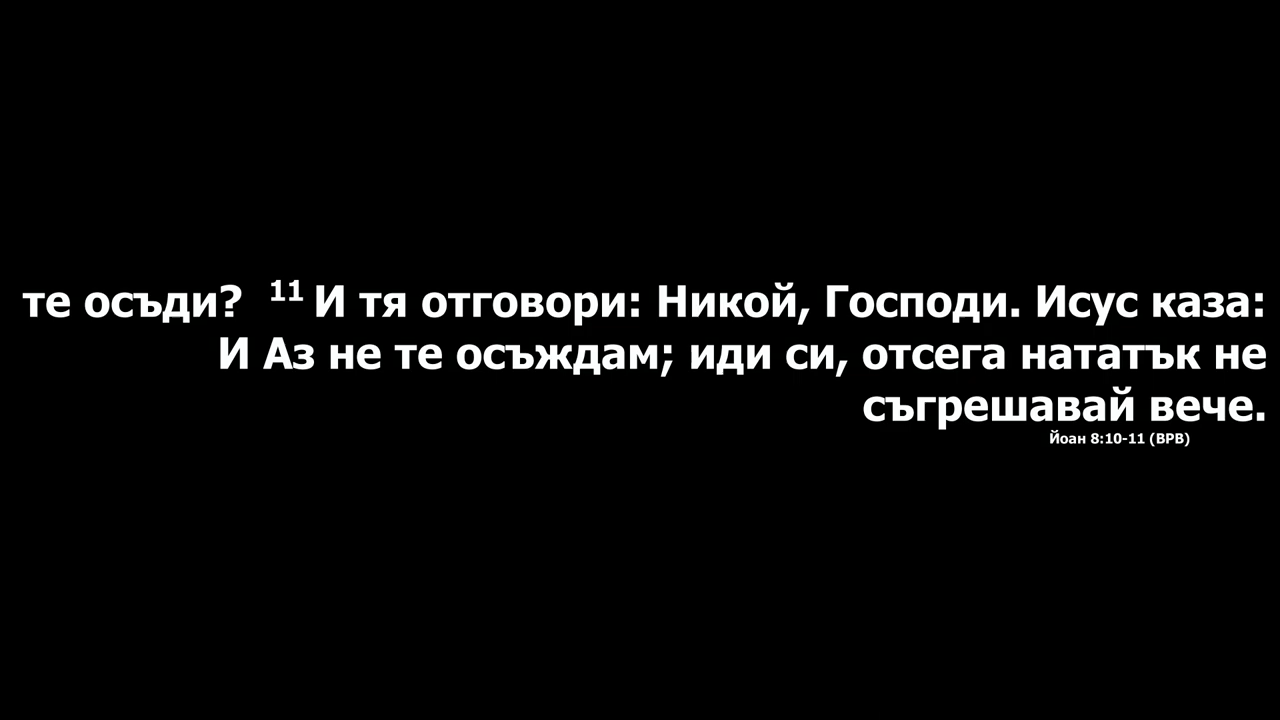 те осъди? 11 И тя отговори: Никой, Господи. Исус каза:
И Аз не те осъждам; иди си, отсега нататък не
съгрешавай вече.
Йоан 8:10-11 (ВРВ)